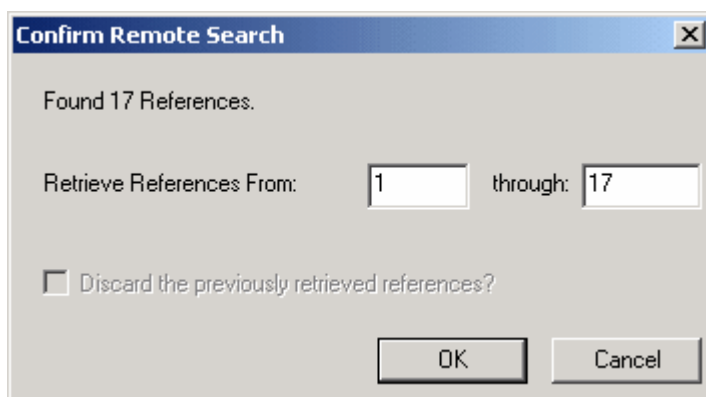 Confirm Remote Search
Found 17 References.
Retrieve References From: 1 through: 17
Discard the previously retrieved references?
OK Cancel